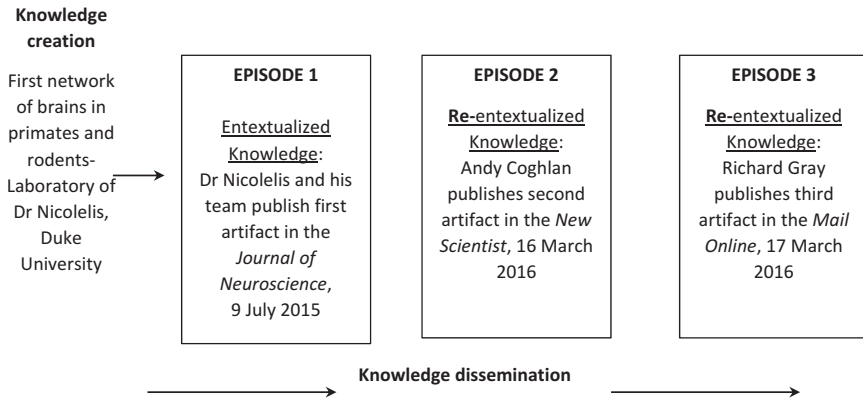 Knowledge
creation
First network
of brains in
primates and
rodents-
Laboratory of
Dr Nicolelis,
Duke
University
EPISODE 1
Entextualized
Knowledge:
Dr Nicolelis and his
team publish first
artifact in the
Journal of
Neuroscience,
9 July 2015
EPISODE 2
Re-entextualized
Knowledge:
Andy Coghlan
publishes second
artifact in the New
Scientist, 16 March
2016
EPISODE 3
Re-entextualized
Knowledge:
Richard Gray
publishes third
artifact in the Mail
Online, 17 March
2016
Knowledge dissemination